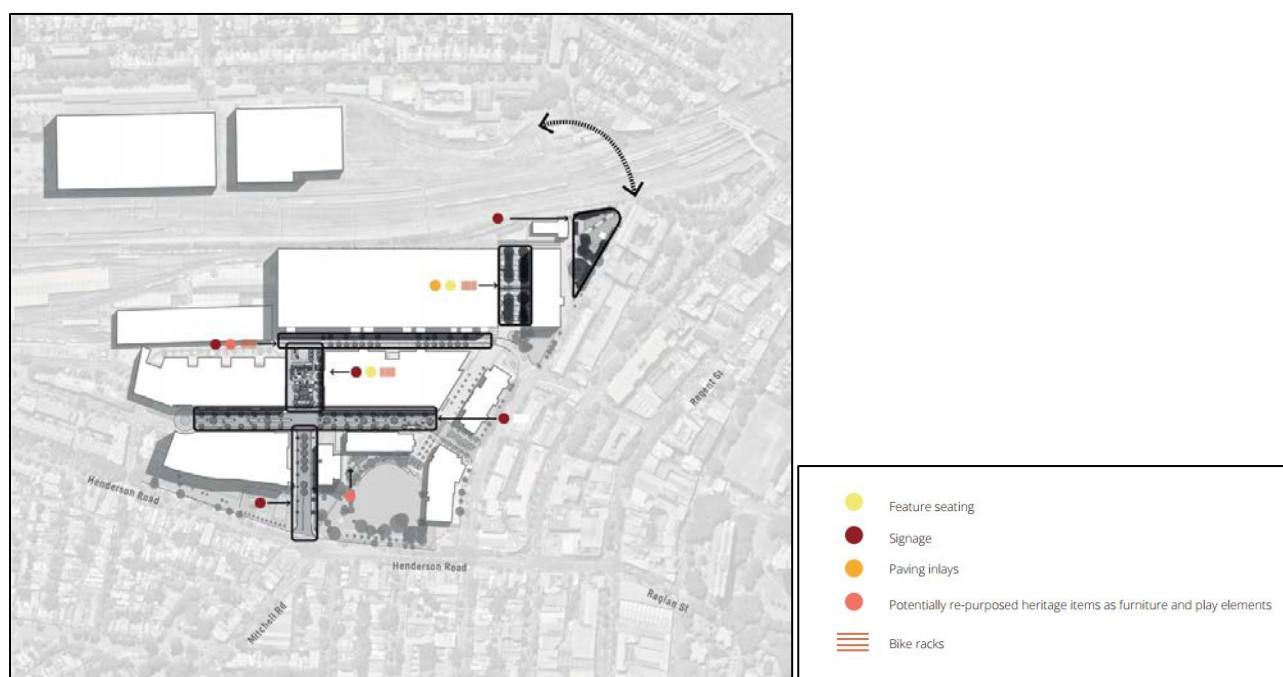 Regent St
Henderson Road
Henderson Road
Mitchell Rd
Raglan St
Feature seating
Signage
Paving inlays
Potentially re-purposed heritage items as furniture and play elements
Bike racks